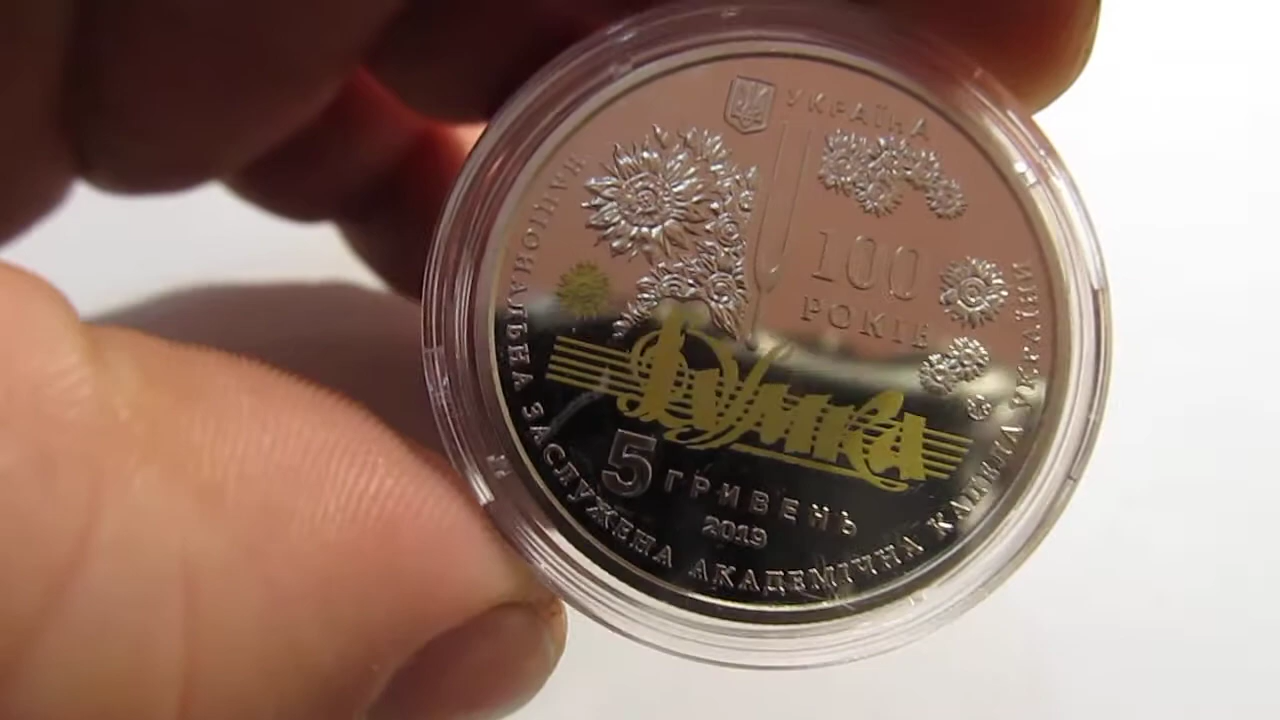 УКРАЇНА
100
РОКІВ
Думка
5 ГРИВЕНЬ
2019
НАЦІОНАЛЬНА ЗАСЛУЖЕНА АКАДЕМІЧНА КАПЕЛА УКРАЇНИ